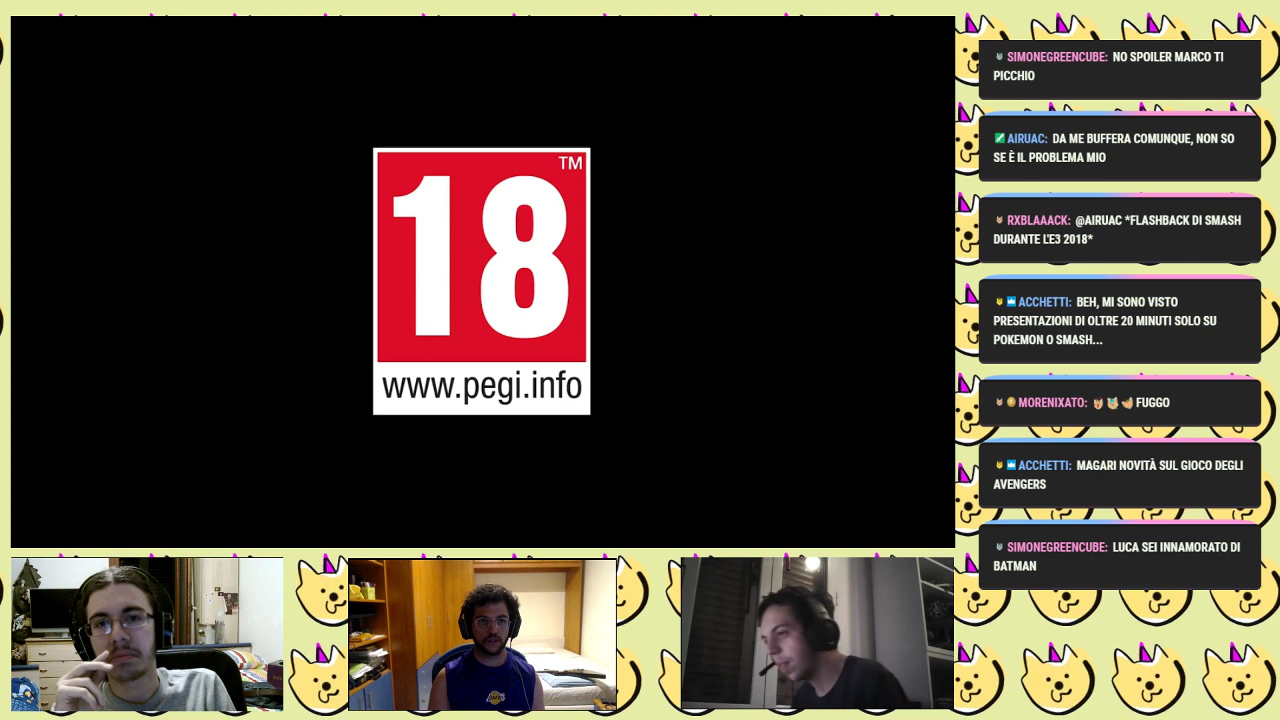 TM
18
www.pegi.info
SIMONEGREENCUBE: NO SPOILER MARCO TI
PICCHIO
AIRUAC: DA ME BUFFERA COMUNQUE, NON SO
SE È IL PROBLEMA MIO
RXBLAAACK: @AIRUAC *FLASHBACK DI SMASH
DURANTE L'E3 2018*
ACCHETTI: BEH, MI SONO VISTO
PRESENTAZIONI DI OLTRE 20 MINUTI SOLO SU
POKEMON O SMASH...
MORENIXATO: FUGGO
ACCHETTI: MAGARI NOVITÀ SUL GIOCO DEGLI
AVENGERS
SIMONEGREENCUBE: LUCA SEI INNAMORATO DI
BATMAN